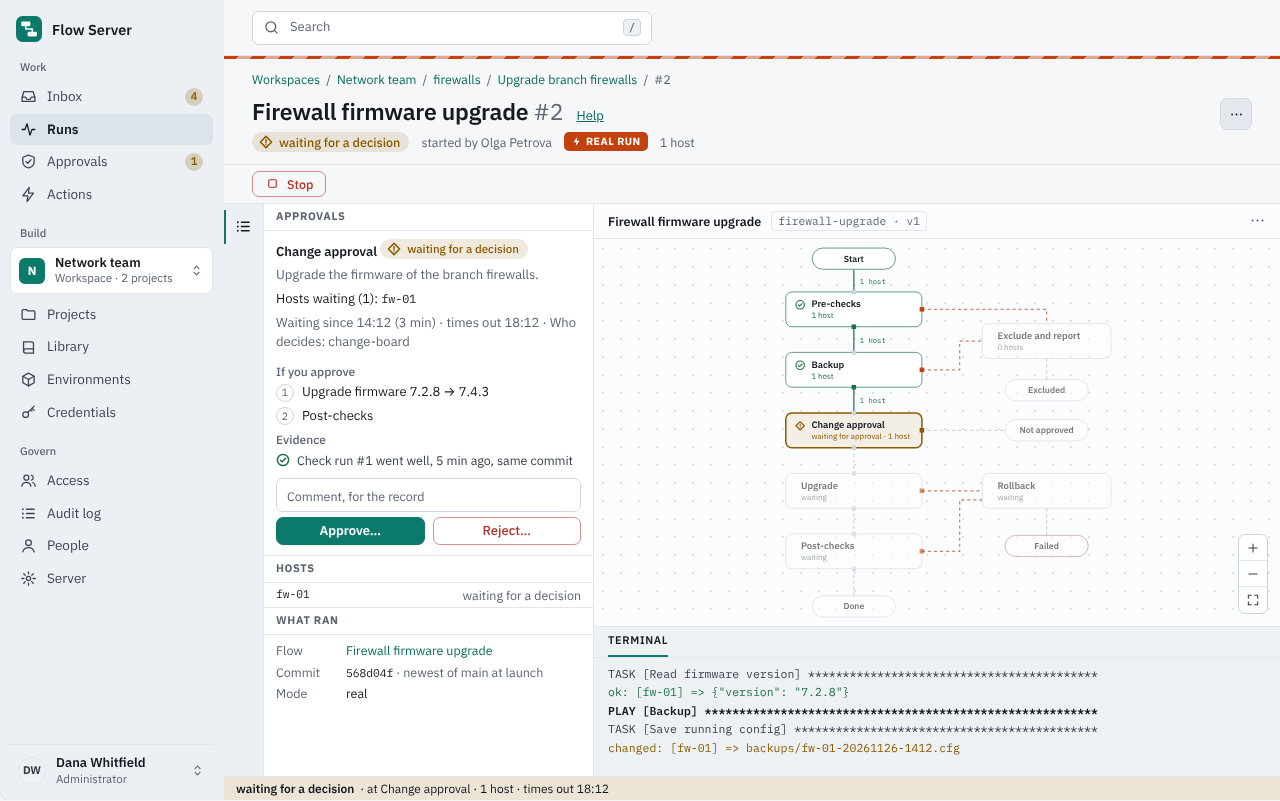 Flow Server
Search
/
Work
Inbox 4
Runs
Approvals 1
Actions
Build
N
Network team
Workspace · 2 projects
Projects
Library
Environments
Credentials
Govern
Access
Audit log
People
Server
DW
Dana Whitfield
Administrator
Workspaces / Network team / firewalls / Upgrade branch firewalls / #2
Firewall firmware upgrade #2 Help
...
waiting for a decision started by Olga Petrova REAL RUN 1 host
Stop
APPROVALS
Change approval waiting for a decision
Upgrade the firmware of the branch firewalls.
Hosts waiting (1): fw-01
Waiting since 14:12 (3 min) · times out 18:12 · Who
decides: change-board
If you approve
1 Upgrade firmware 7.2.8 → 7.4.3
2 Post-checks
Evidence
Check run #1 went well, 5 min ago, same commit
Comment, for the record
Approve... Reject...
HOSTS
fw-01 waiting for a decision
WHAT RAN
Flow Firewall firmware upgrade
Commit 568d04f · newest of main at launch
Mode real
Firewall firmware upgrade firewall-upgrade · v1
...
Start
1 host
Pre-checks
1 host
1 host
Exclude and report
0 hosts
Backup
1 host
Excluded
1 host
Change approval
waiting for approval · 1 host
Not approved
Upgrade
waiting
Rollback
waiting
Post-checks
waiting
Failed
Done
TERMINAL
TASK [Read firmware version] ******************************************
ok: [fw-01] => {"version": "7.2.8"}
PLAY [Backup] *********************************************************
TASK [Save running config] ********************************************
changed: [fw-01] => backups/fw-01-20261126-1412.cfg
waiting for a decision · at Change approval · 1 host · times out 18:12